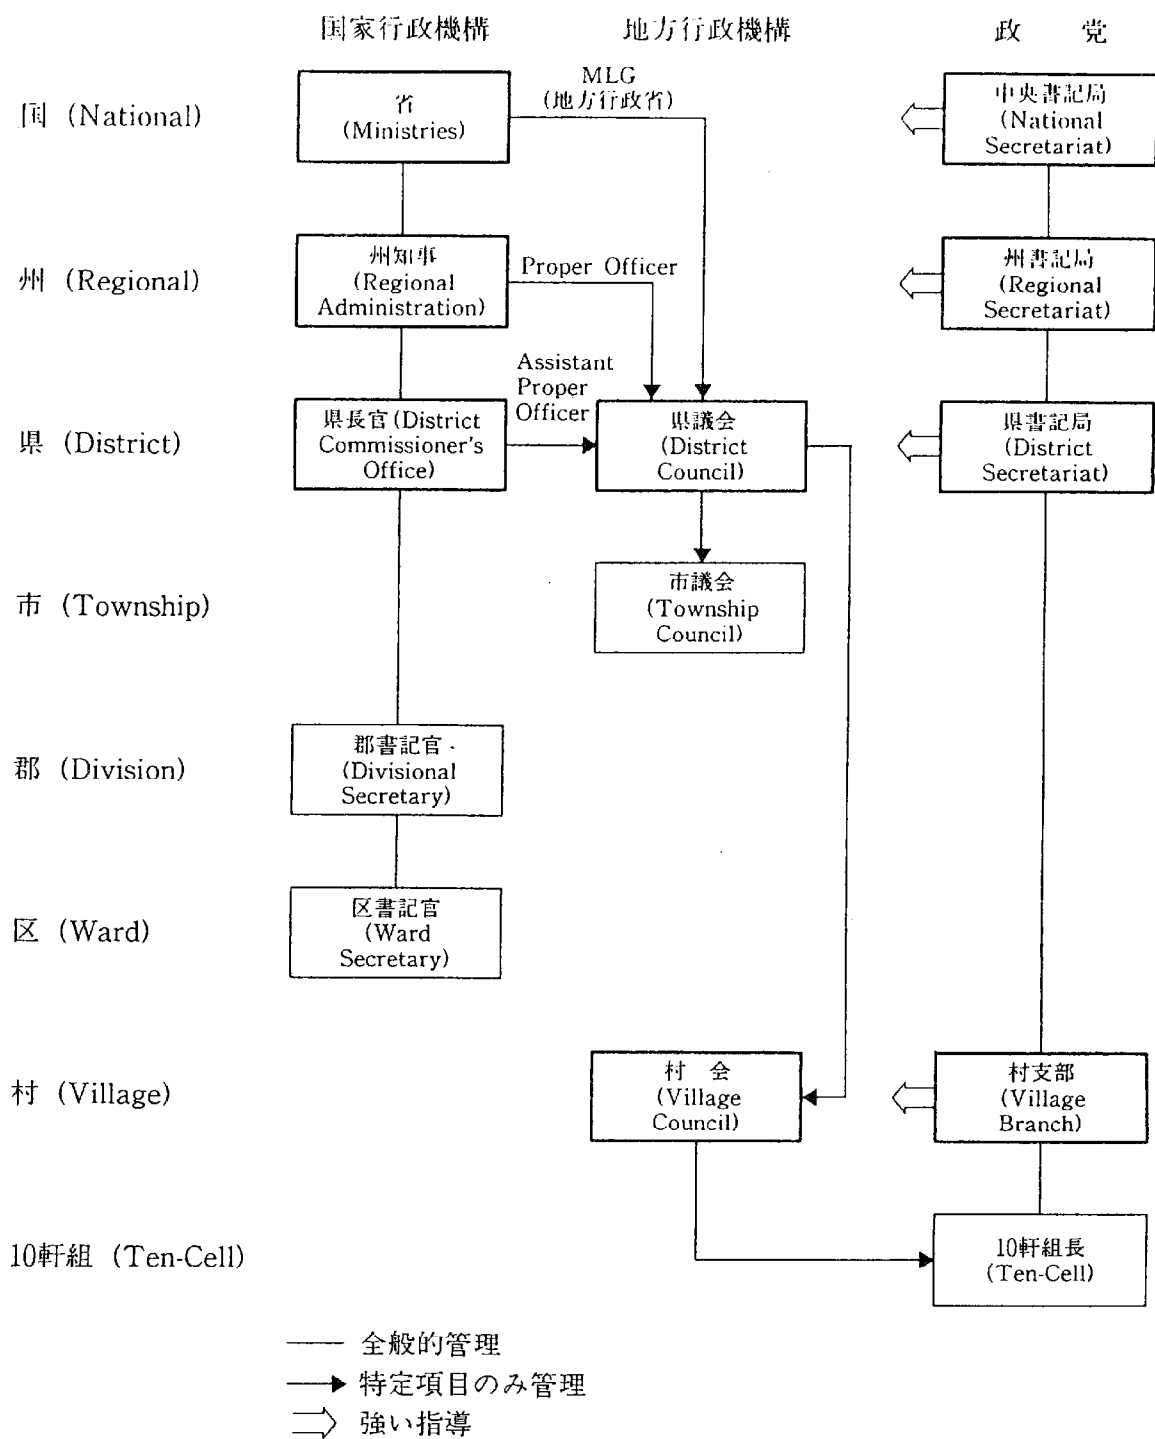 国家行政機構 地方行政機構 政 党
国 (National)
省
(Ministries)
MLG
(地方行政省)
中央書記局
(National
Secretariat)
州 (Regional)
州知事
(Regional
Administration)
Proper Officer
州書記局
(Regional
Secretariat)
県 (District)
県長官(District
Commissioner's
Office)
Assistant
Proper
Officer
県議会
(District
Council)
県書記局
(District
Secretariat)
市 (Township)
市議会
(Township
Council)
郡 (Division)
郡書記官
(Divisional
Secretary)
区 (Ward)
区書記官
(Ward
Secretary)
村 (Village)
村 会
(Village
Council)
村支部
(Village
Branch)
10軒組 (Ten-Cell)
10軒組長
(Ten-Cell)
全般的管理
特定項目のみ管理
強い指導